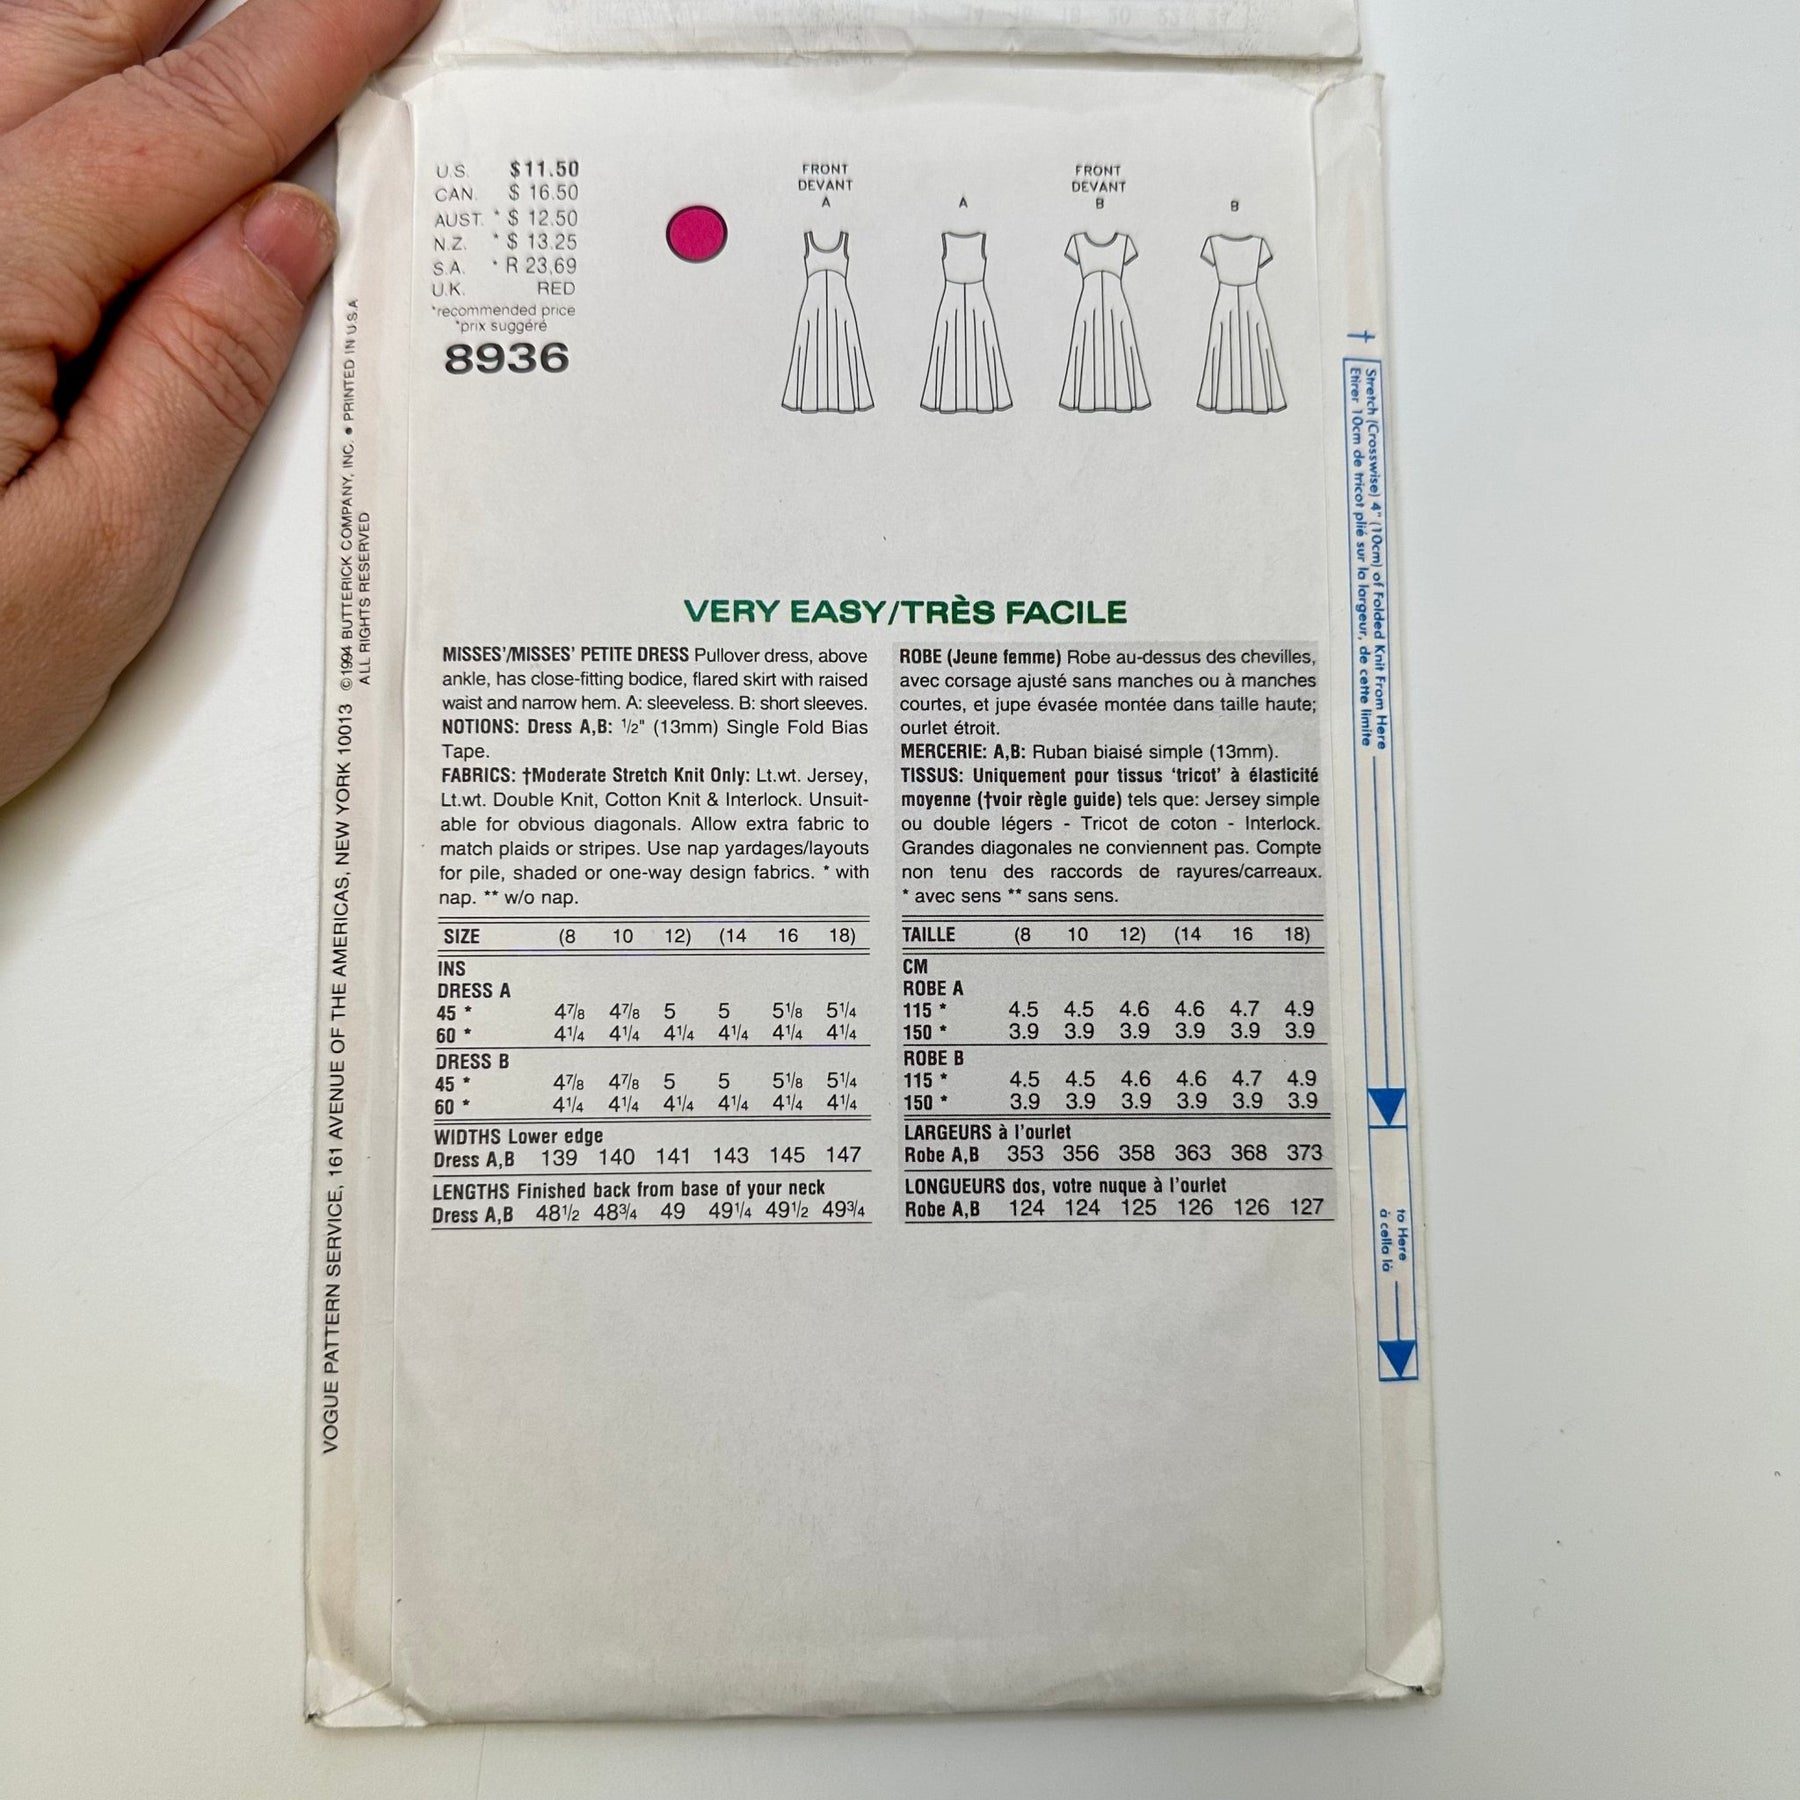 U.S. $11.50
CAN. $ 16.50
AUST. * $ 12.50
N.Z. * $ 13.25
S.A. * R 23,69
U.K. RED
*recommended price
*prix suggéré
8936
FRONT
DEVANT
A
A
FRONT
DEVANT
B
B
VERY EASY/TRÈS FACILE
MISSES'/MISSES' PETITE DRESS Pullover dress, above
ankle, has close-fitting bodice, flared skirt with raised
waist and narrow hem. A: sleeveless. B: short sleeves.
NOTIONS: Dress A,B: 1/2" (13mm) Single Fold Bias
Tape.
FABRICS: †Moderate Stretch Knit Only: Lt.wt. Jersey,
Lt.wt. Double Knit, Cotton Knit & Interlock. Unsuit-
able for obvious diagonals. Allow extra fabric to
match plaids or stripes. Use nap yardages/layouts
for pile, shaded or one-way design fabrics. * with
nap. ** w/o nap.
SIZE (8 10 12) (14 16 18)
INS
DRESS A
45 * 4 7/8 4 7/8 5 5 5 1/8 5 1/4
60 * 4 1/4 4 1/4 4 1/4 4 1/4 4 1/4 4 1/4
DRESS B
45 * 4 7/8 4 7/8 5 5 5 1/8 5 1/4
60 * 4 1/4 4 1/4 4 1/4 4 1/4 4 1/4 4 1/4
WIDTHS Lower edge
Dress A,B 139 140 141 143 145 147
LENGTHS Finished back from base of your neck
Dress A,B 48 1/2 48 3/4 49 49 1/4 49 1/2 49 3/4
ROBE (Jeune femme) Robe au-dessus des chevilles,
avec corsage ajusté sans manches ou à manches
courtes, et jupe évasée montée dans taille haute;
ourlet étroit.
MERCERIE: A,B: Ruban biaisé simple (13mm).
TISSUS: Uniquement pour tissus 'tricot' à élasticité
moyenne (†voir règle guide) tels que: Jersey simple
ou double légers - Tricot de coton - Interlock.
Grandes diagonales ne conviennent pas. Compte
non tenu des raccords de rayures/carreaux.
* avec sens ** sans sens.
TAILLE (8 10 12) (14 16 18)
CM
ROBE A
115 * 4.5 4.5 4.6 4.6 4.7 4.9
150 * 3.9 3.9 3.9 3.9 3.9 3.9
ROBE B
115 * 4.5 4.5 4.6 4.6 4.7 4.9
150 * 3.9 3.9 3.9 3.9 3.9 3.9
LARGEURS à l'ourlet
Robe A,B 353 356 358 363 368 373
LONGUEURS dos, votre nuque à l'ourlet
Robe A,B 124 124 125 126 126 127
VOGUE PATTERN SERVICE, 161 AVENUE OF THE AMERICAS, NEW YORK 10013 ©1994 BUTTERICK COMPANY, INC. • PRINTED IN U.S.A
ALL RIGHTS RESERVED
†
Stretch (Crosswise) 4" (10cm) of Folded Knit From Here
Etirer 10cm de tricot plié sur la largeur, de cette limite
to Here
à cella là